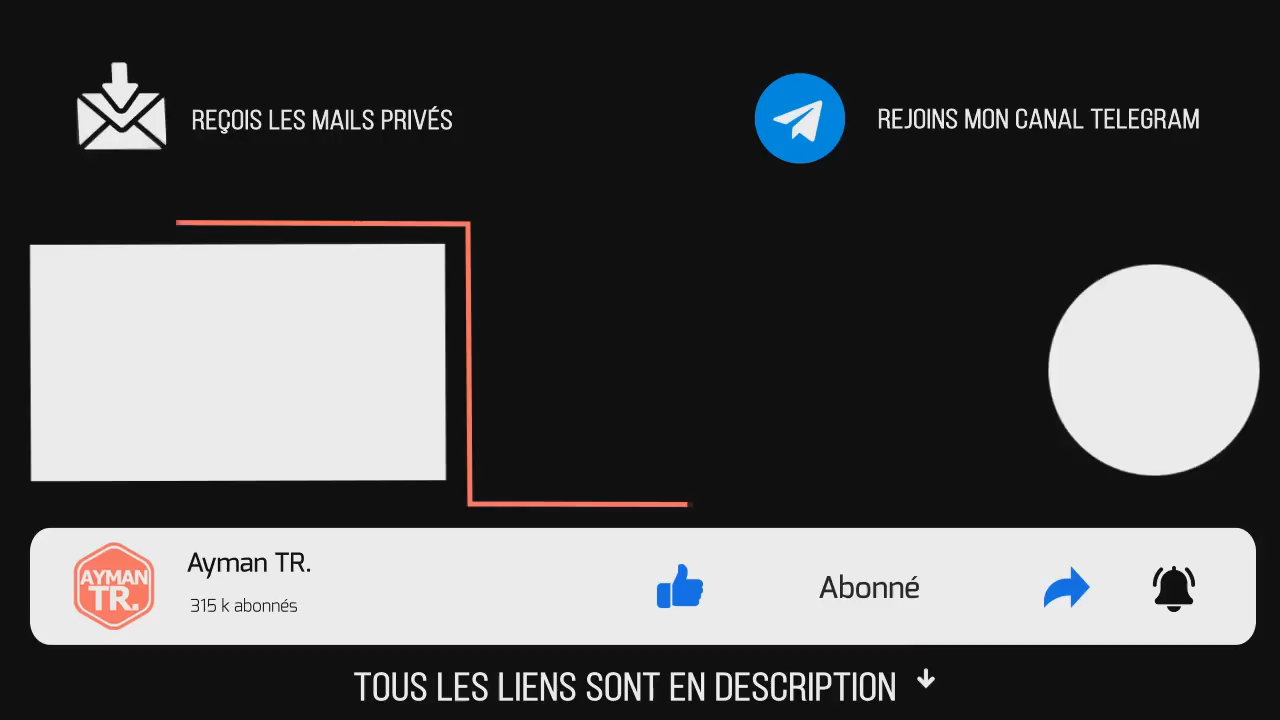 REÇOIS LES MAILS PRIVÉS
REJOINS MON CANAL TELEGRAM
AYMAN
TR.
Ayman TR.
315 k abonnés
Abonné
TOUS LES LIENS SONT EN DESCRIPTION